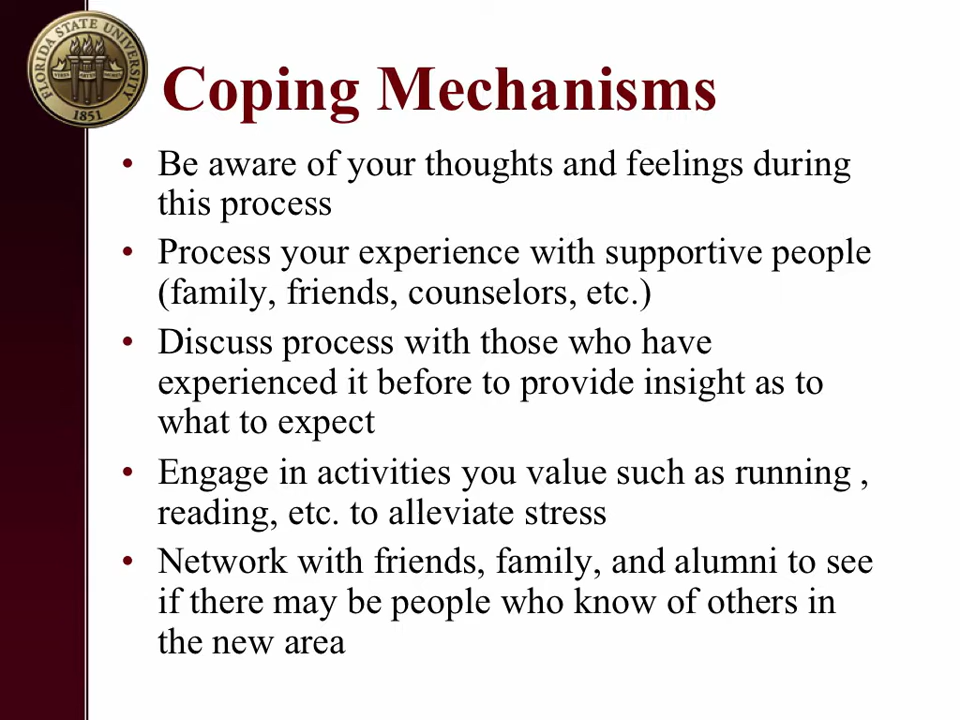 FLORIDA STATE UNIVERSITY
1851
Coping Mechanisms
• Be aware of your thoughts and feelings during
this process
• Process your experience with supportive people
(family, friends, counselors, etc.)
• Discuss process with those who have
experienced it before to provide insight as to
what to expect
• Engage in activities you value such as running ,
reading, etc. to alleviate stress
• Network with friends, family, and alumni to see
if there may be people who know of others in
the new area